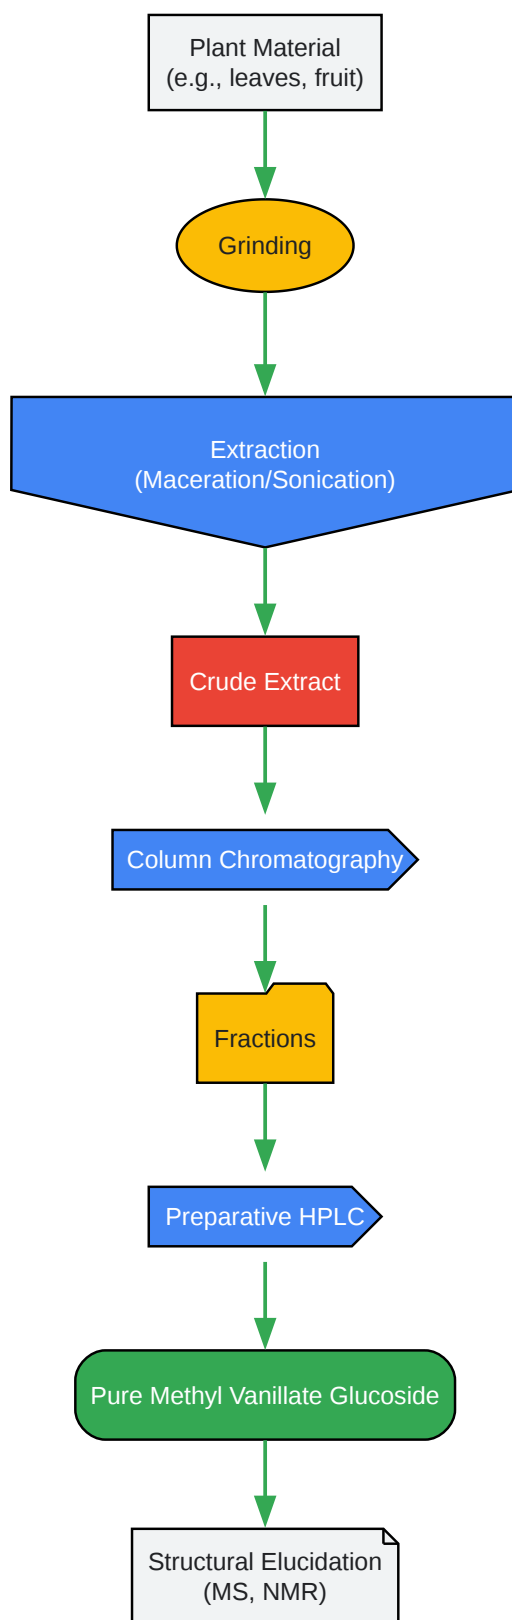 Plant Material
(e.g., leaves, fruit)
Grinding
Extraction
(Maceration/Sonication)
Crude Extract
Column Chromatography
Fractions
Preparative HPLC
Pure Methyl Vanillate Glucoside
Structural Elucidation
(MS, NMR)